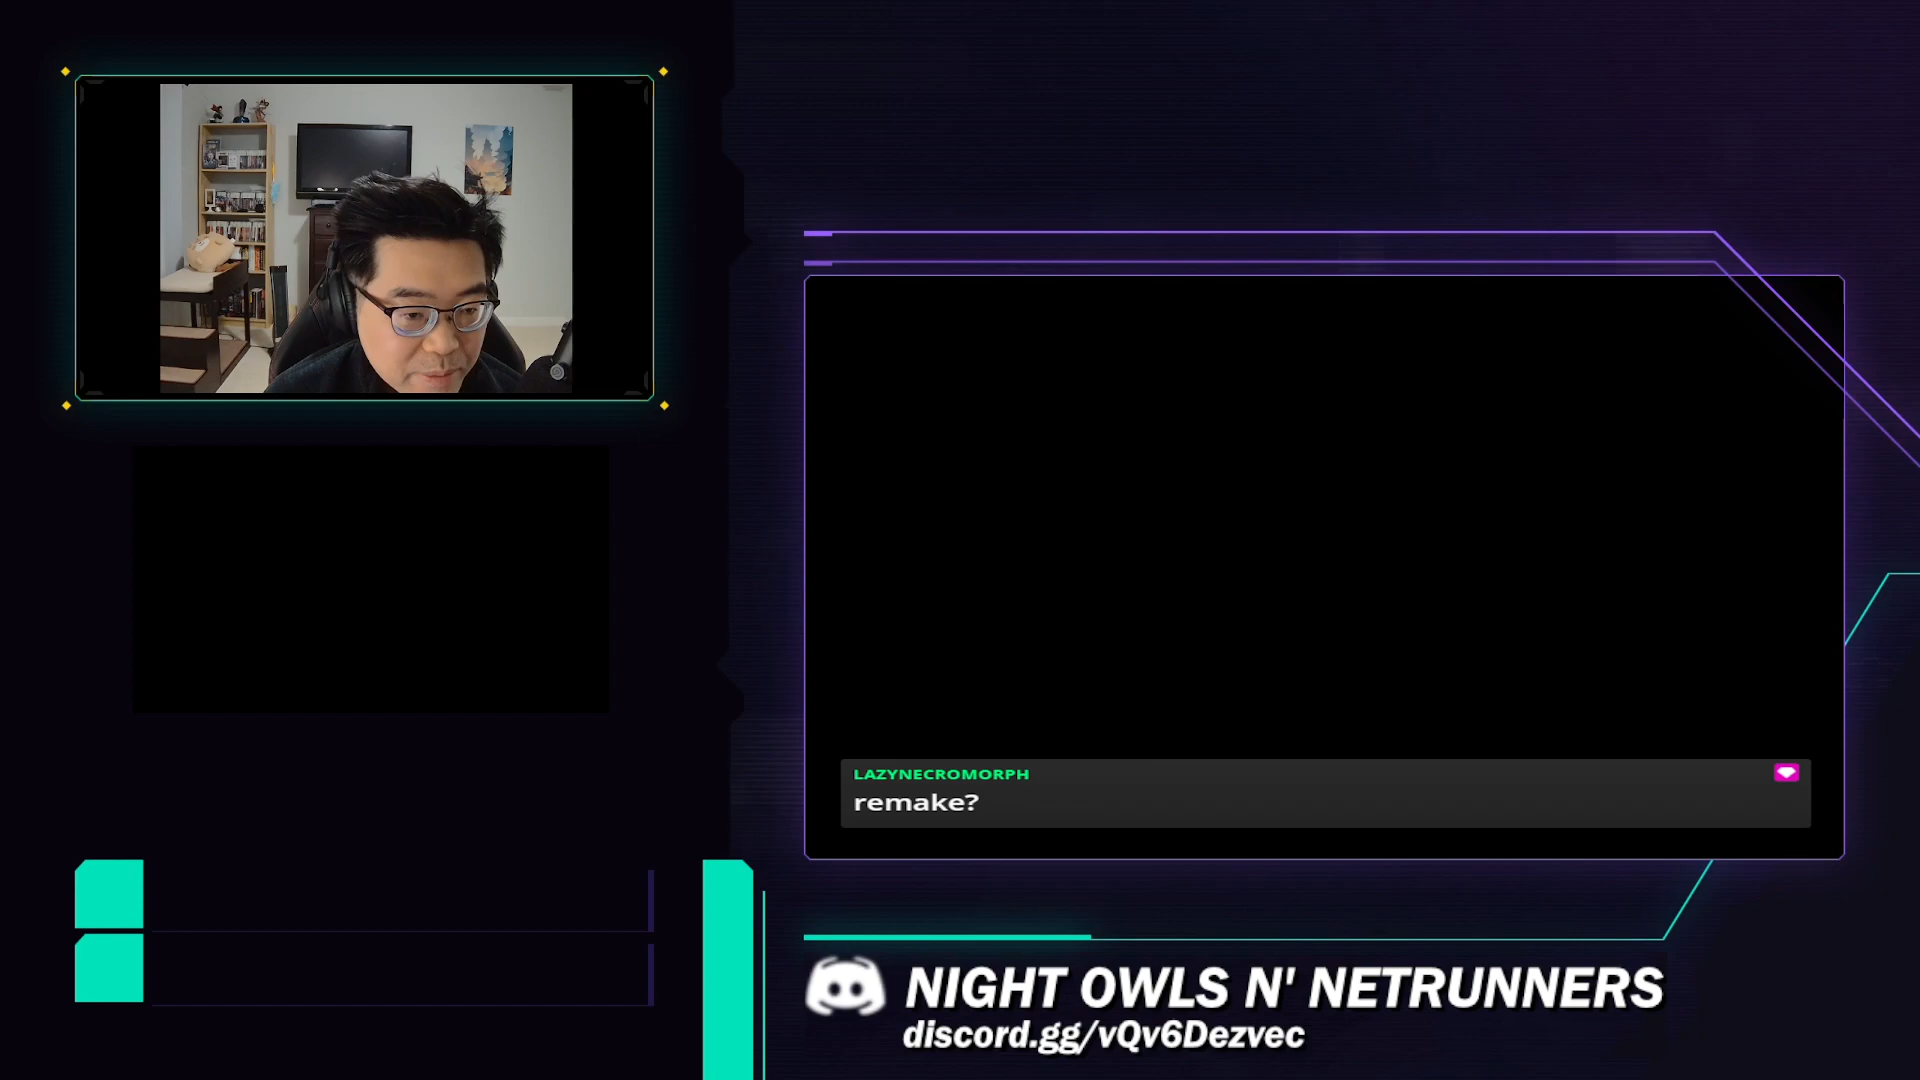 LAZYNECROMORPH
remake?
NIGHT OWLS N' NETRUNNERS
discord.gg/vQv6Dezvec